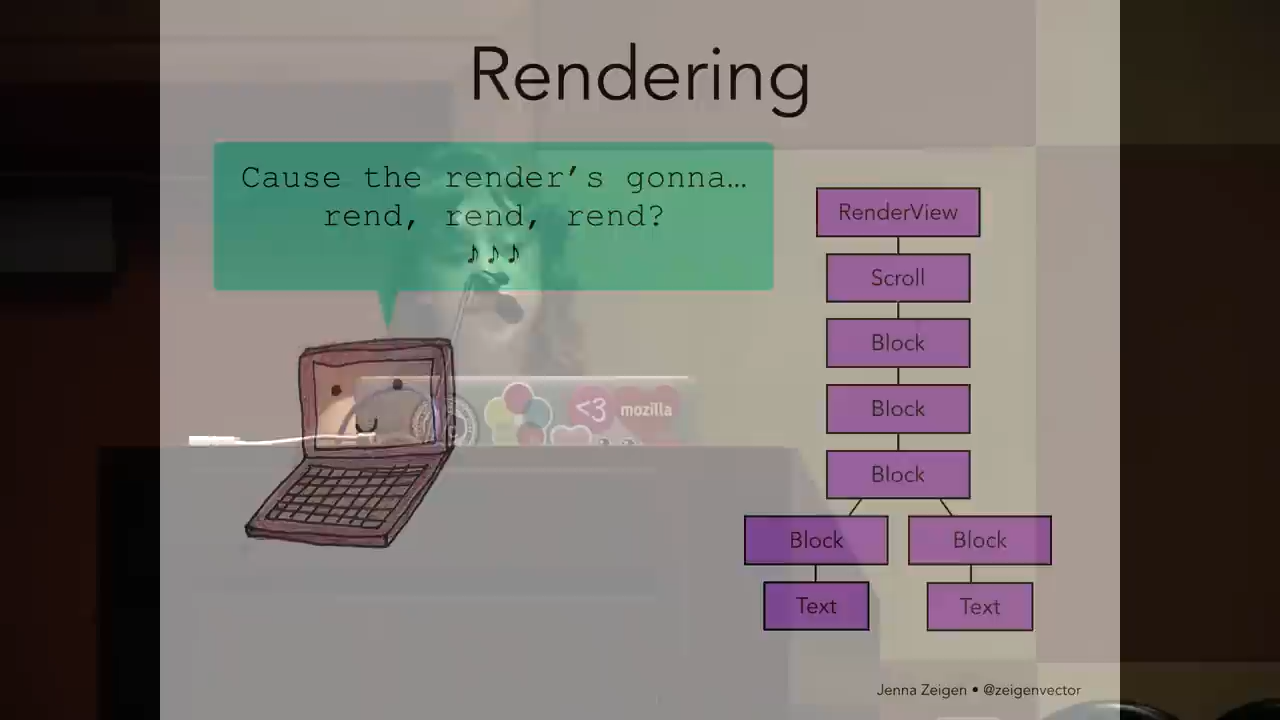 Rendering
Cause the render’s gonna…
rend, rend, rend?
♪♪♪
RenderView
Scroll
Block
Block
Block
Block
Block
Text
Text
<3
mozilla
Jenna Zeigen • @zeigenvector